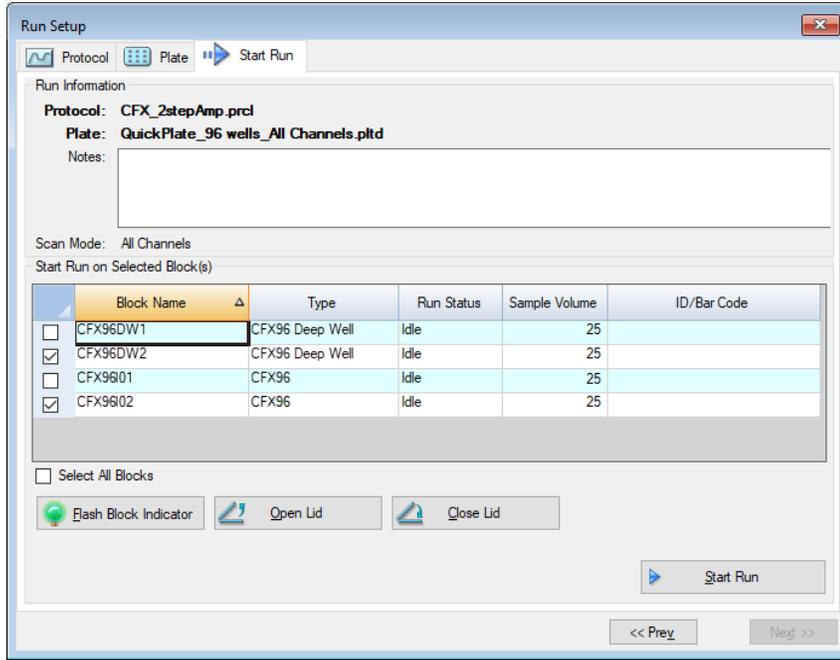 Run Setup
Protocol Plate Start Run
Run Information
Protocol: CFX_2stepAmp.prcl
Plate: QuickPlate_96 wells_All Channels.pltd
Notes:
Scan Mode: All Channels
Start Run on Selected Block(s)
Block Name Type Run Status Sample Volume ID/Bar Code
CFX96DW1 CFX96 Deep Well Idle 25
CFX96DW2 CFX96 Deep Well Idle 25
CFX96I01 CFX96 Idle 25
CFX96I02 CFX96 Idle 25
Select All Blocks
Flash Block Indicator Open Lid Close Lid
Start Run
<< Prev Next >>